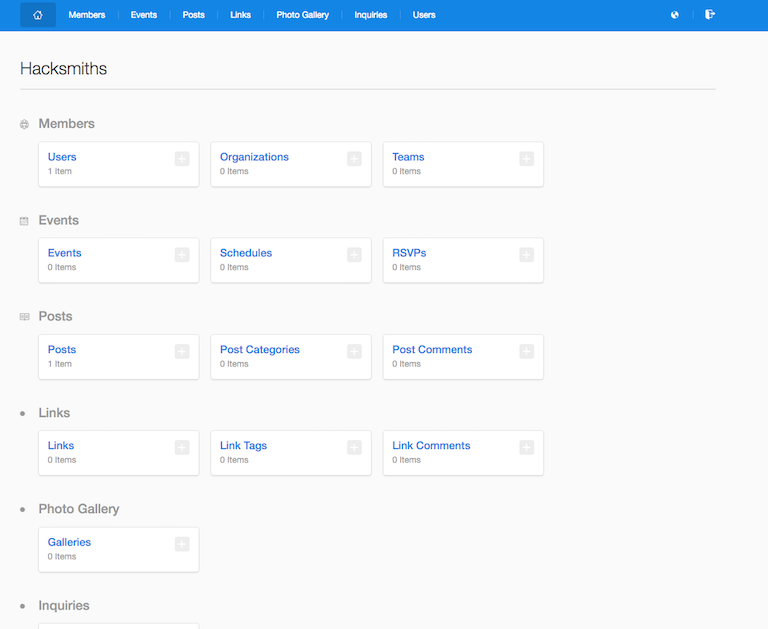 Members Events Posts Links Photo Gallery Inquiries Users
Hacksmiths
Members
Users Organizations Teams
1 Item 0 Items 0 Items
Events
Events Schedules RSVPs
0 Items 0 Items 0 Items
Posts
Posts Post Categories Post Comments
1 Item 0 Items 0 Items
Links
Links Link Tags Link Comments
0 Items 0 Items 0 Items
Photo Gallery
Galleries
0 Items
Inquiries